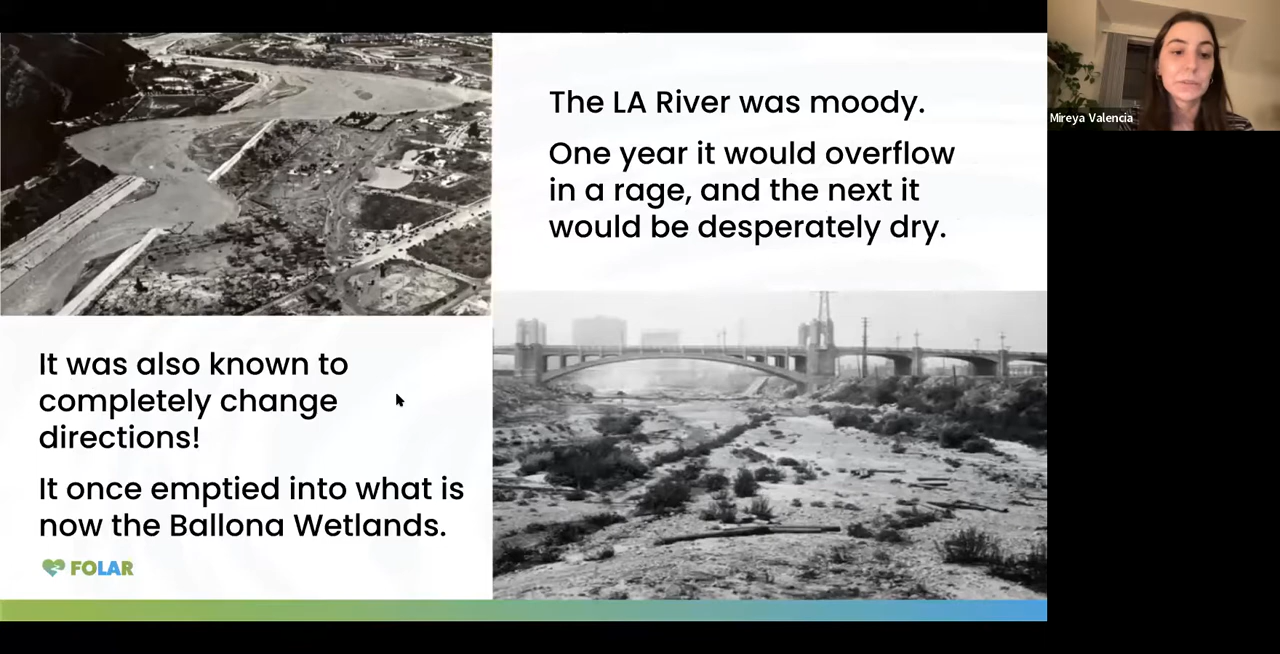 The LA River was moody.
One year it would overflow
in a rage, and the next it
would be desperately dry.
It was also known to
completely change
directions!
It once emptied into what is
now the Ballona Wetlands.
FOLAR
Mireya Valencia